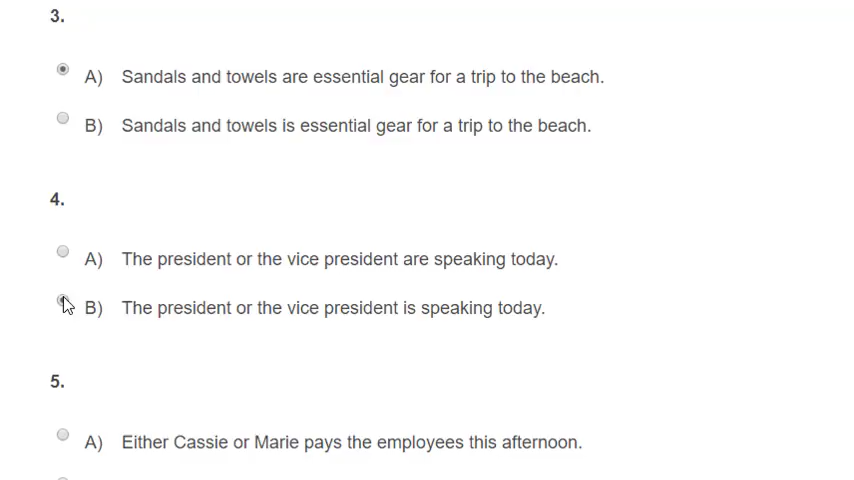 3.
A) Sandals and towels are essential gear for a trip to the beach.
B) Sandals and towels is essential gear for a trip to the beach.
4.
A) The president or the vice president are speaking today.
B) The president or the vice president is speaking today.
5.
A) Either Cassie or Marie pays the employees this afternoon.